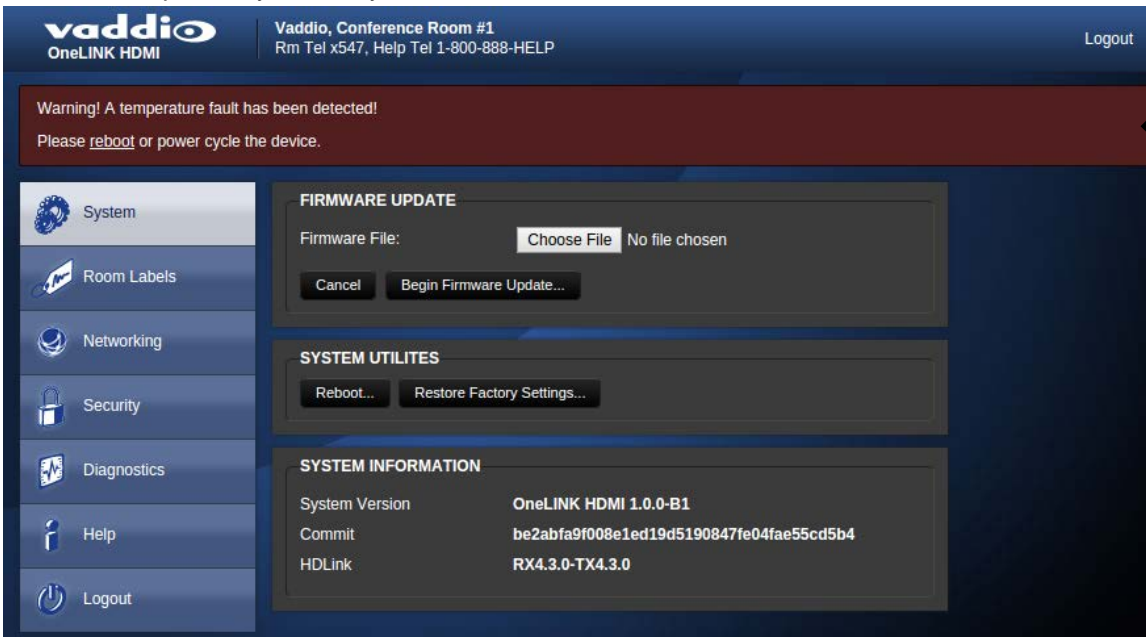 vaddio
OneLINK HDMI
Vaddio, Conference Room #1
Rm Tel x547, Help Tel 1-800-888-HELP
Logout
Warning! A temperature fault has been detected!
Please reboot or power cycle the device.
System
Room Labels
Networking
Security
Diagnostics
Help
Logout
FIRMWARE UPDATE
Firmware File: Choose File No file chosen
Cancel Begin Firmware Update...
SYSTEM UTILITES
Reboot... Restore Factory Settings...
SYSTEM INFORMATION
System Version OneLINK HDMI 1.0.0-B1
Commit be2abfa9f008e1ed19d5190847fe04fae55cd5b4
HDLink RX4.3.0-TX4.3.0